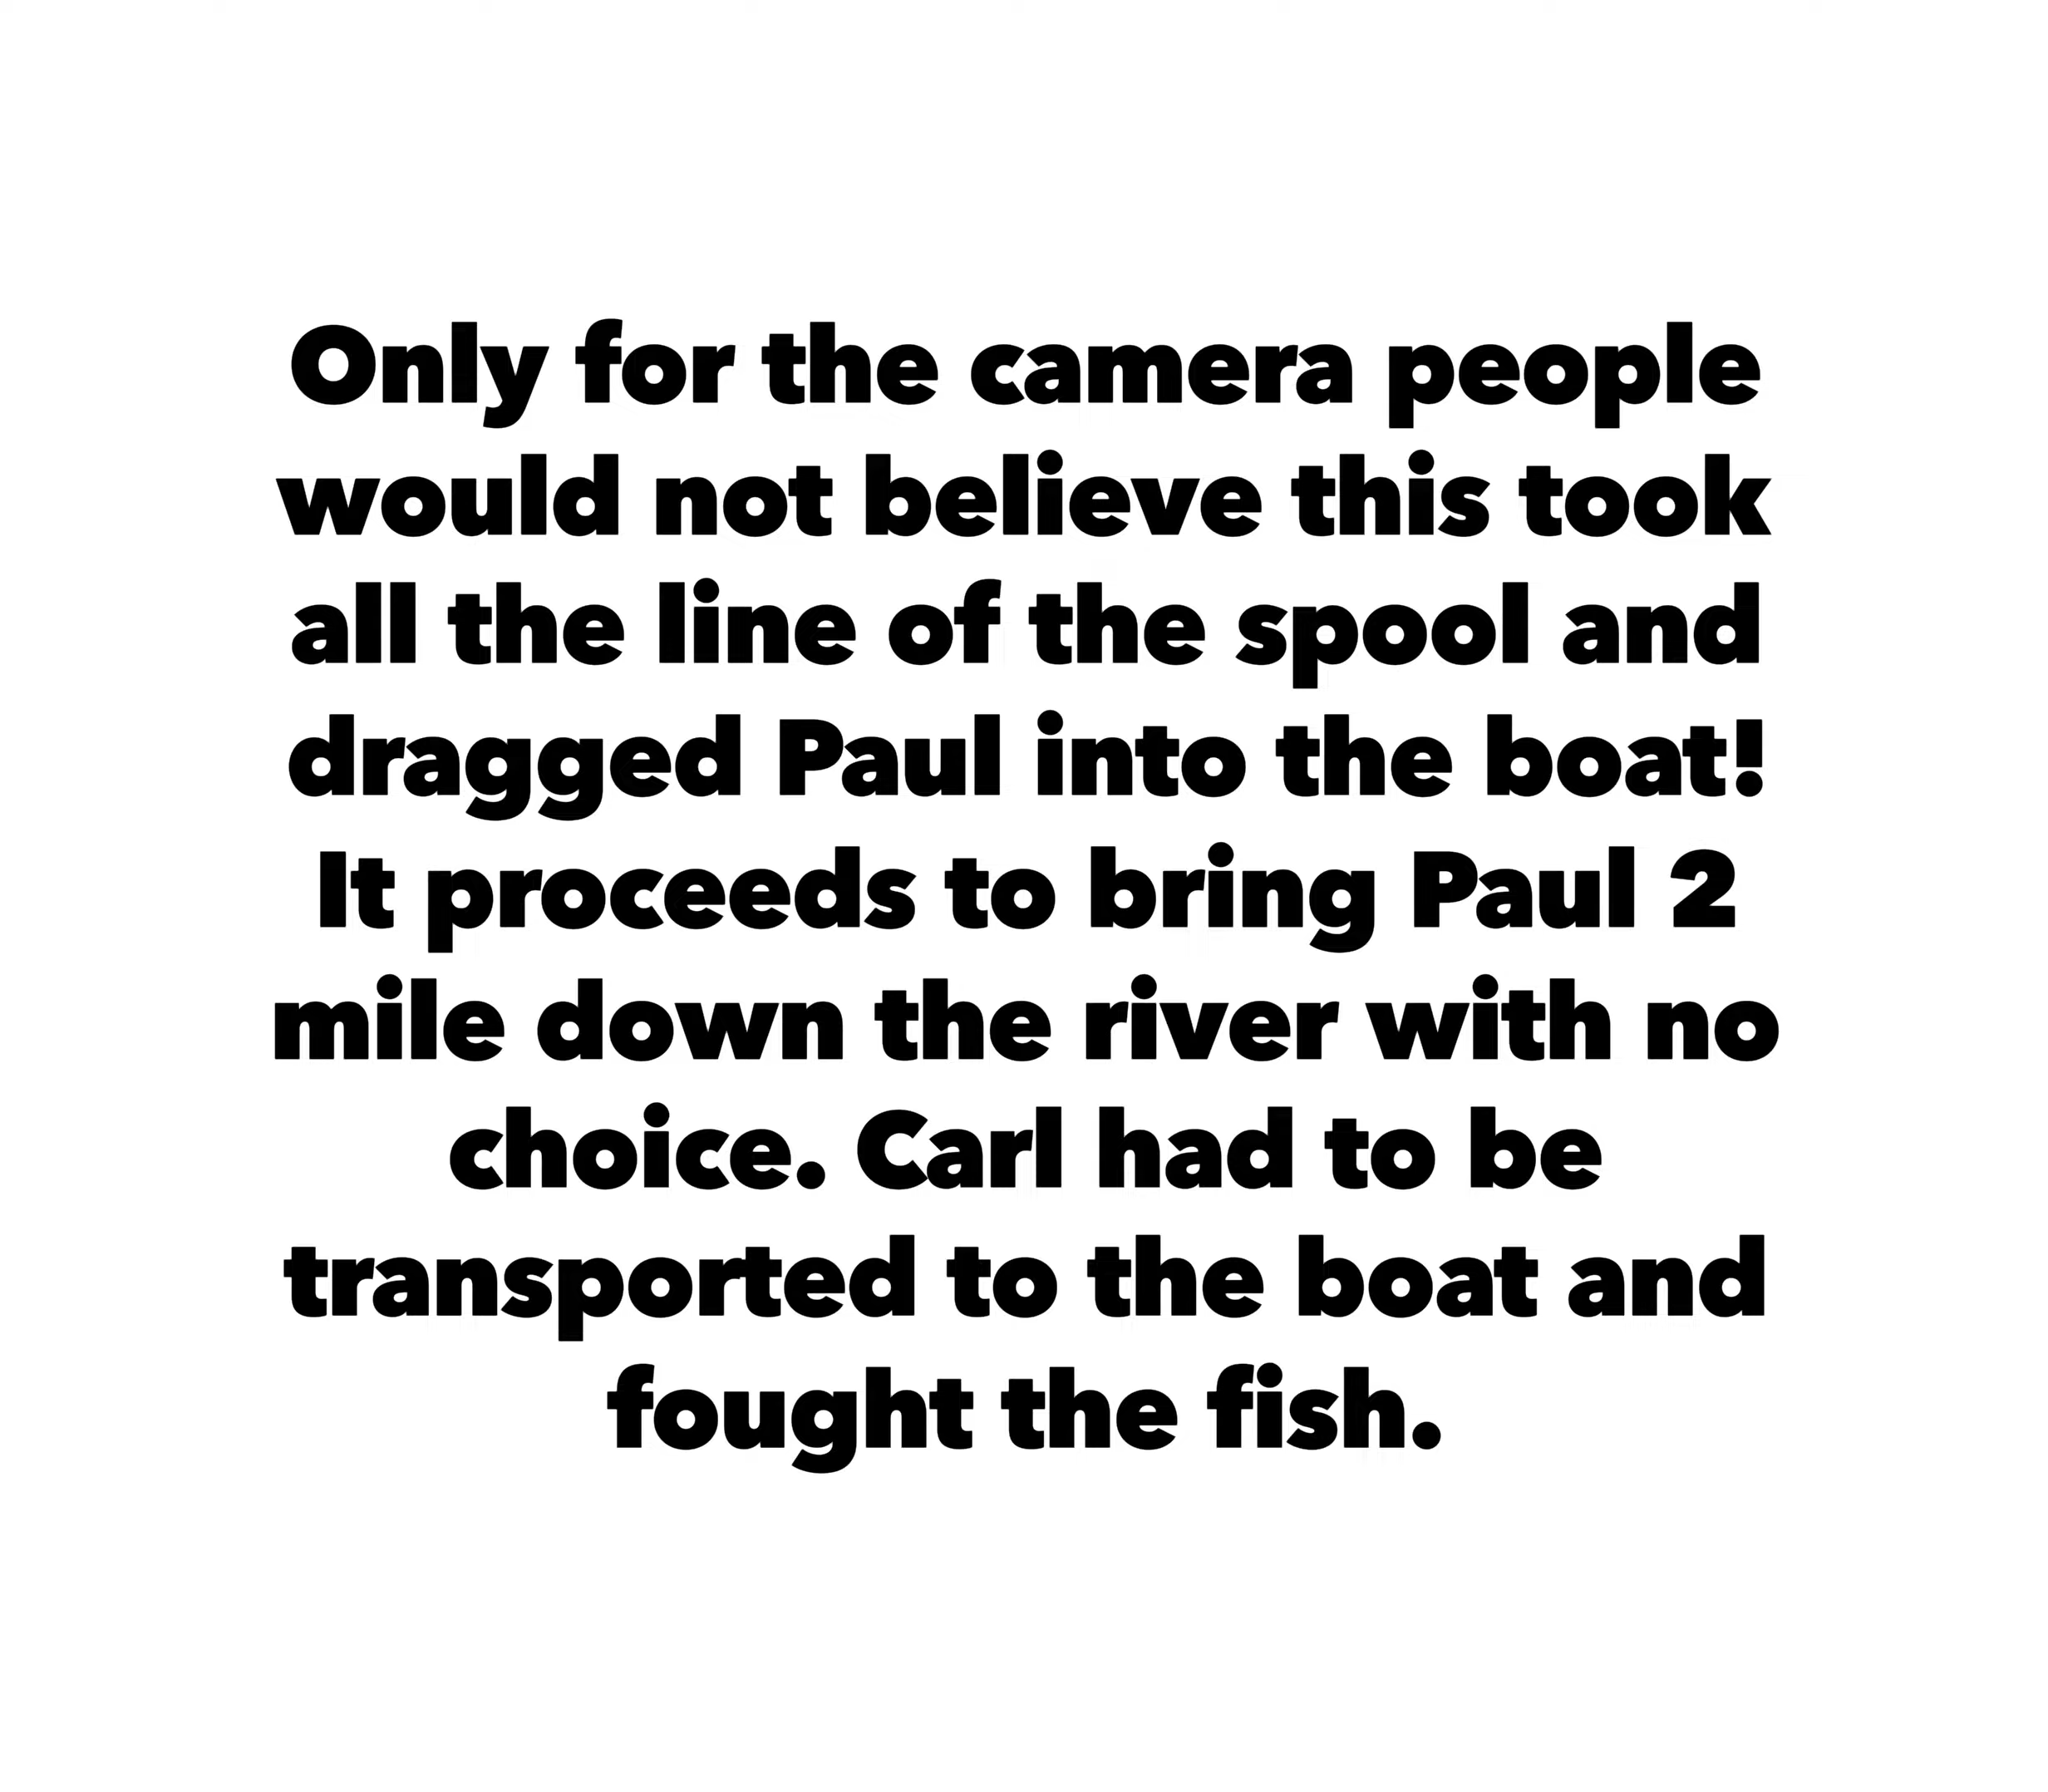 Only for the camera people
would not believe this took
all the line of the spool and
dragged Paul into the boat!
It proceeds to bring Paul 2
mile down the river with no
choice. Carl had to be
transported to the boat and
fought the fish.